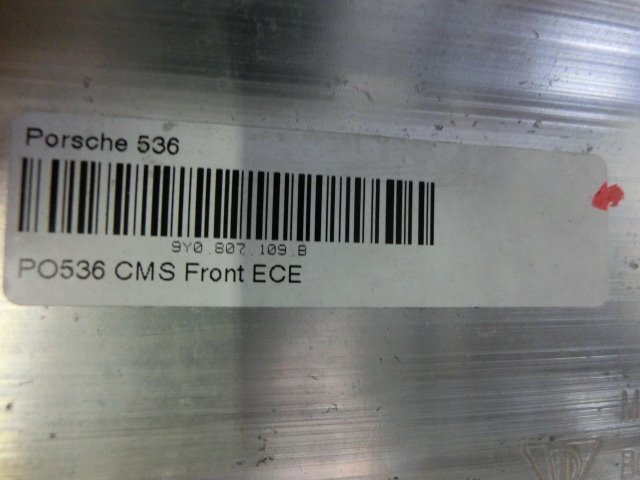 Porsche 536
9Y0.807.109.B
PO536 CMS Front ECE